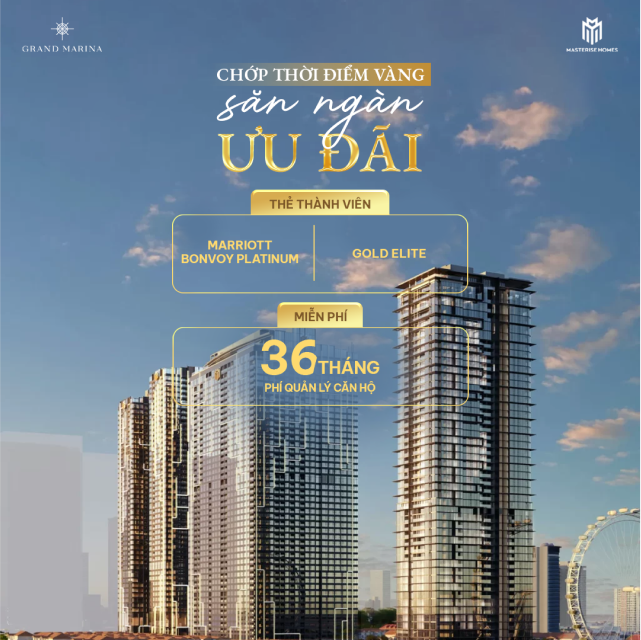 GRAND MARINA
MASTERISE HOMES
CHỚP THỜI ĐIỂM VÀNG
săn ngàn
ƯU ĐÃI
THẺ THÀNH VIÊN
MARRIOTT
BONVOY PLATINUM
GOLD ELITE
MIỄN PHÍ
36 THÁNG
PHÍ QUẢN LÝ CĂN HỘ